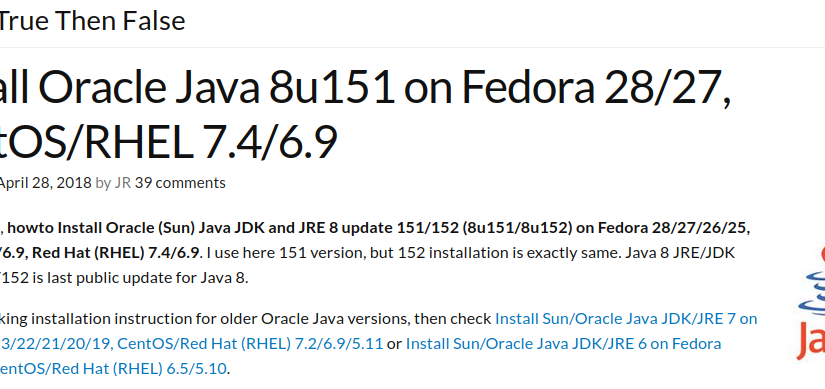 True Then False
all Oracle Java 8u151 on Fedora 28/27,
tOS/RHEL 7.4/6.9
April 28, 2018 by JR 39 comments
, howto Install Oracle (Sun) Java JDK and JRE 8 update 151/152 (8u151/8u152) on Fedora 28/27/26/25,
/6.9, Red Hat (RHEL) 7.4/6.9. I use here 151 version, but 152 installation is exactly same. Java 8 JRE/JDK
/152 is last public update for Java 8.
king installation instruction for older Oracle Java versions, then check Install Sun/Oracle Java JDK/JRE 7 on
3/22/21/20/19, CentOS/Red Hat (RHEL) 7.2/6.9/5.11 or Install Sun/Oracle Java JDK/JRE 6 on Fedora
entOS/Red Hat (RHEL) 6.5/5.10.
Ja